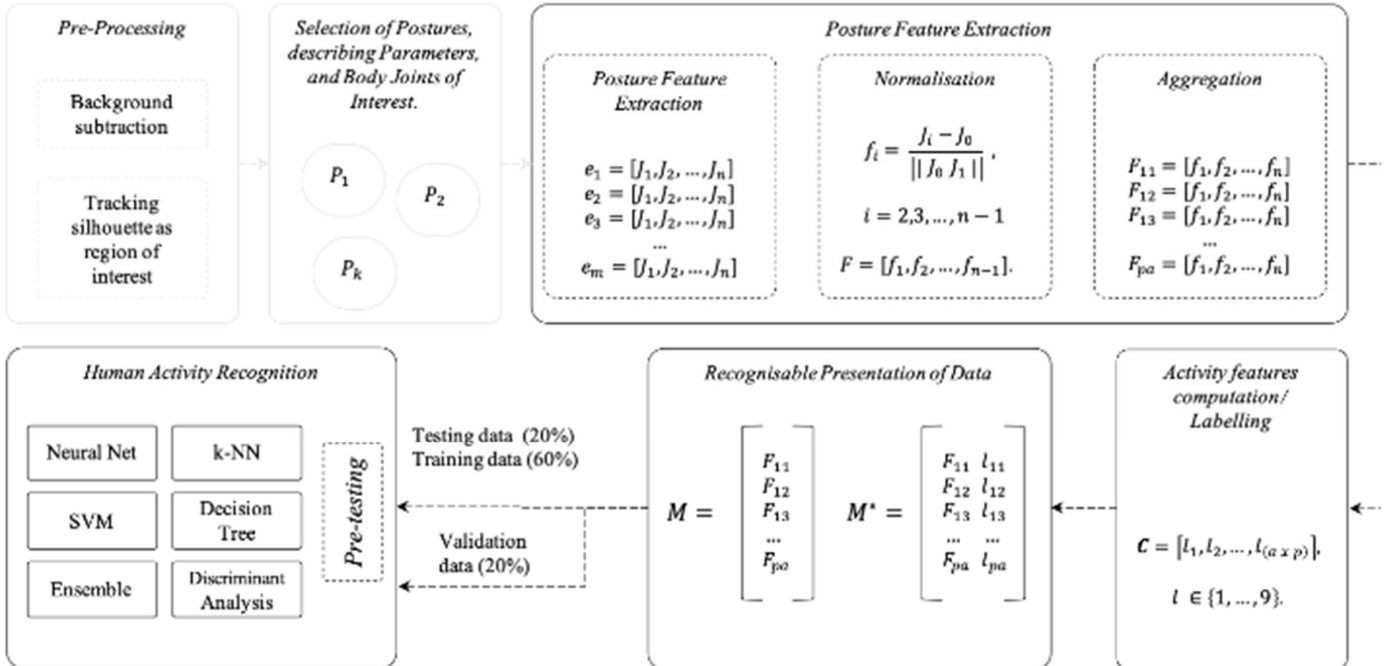 Pre-Processing
Background
subtraction
Tracking
silhouette as
region of
interest
Selection of Postures,
describing Parameters,
and Body Joints of
Interest.
P₁
P₂
Pₖ
Posture Feature Extraction
Posture Feature
Extraction
e₁ = [J₁,J₂, ...,Jₙ]
e₂ = [J₁,J₂, ...,Jₙ]
e₃ = [J₁,J₂, ...,Jₙ]
...
eₘ = [J₁,J₂, ...,Jₙ]
Normalisation
fᵢ = (Jᵢ − J₀) / || J₀ J₁ || ,
i = 2,3, ..., n − 1
F = [f₁,f₂, ...,fₙ₋₁].
Aggregation
F₁₁ = [f₁,f₂, ...,fₙ]
F₁₂ = [f₁,f₂, ...,fₙ]
F₁₃ = [f₁,f₂, ...,fₙ]
...
Fₚₐ = [f₁,f₂, ...,fₙ]
Human Activity Recognition
Neural Net
k-NN
SVM
Decision
Tree
Ensemble
Discriminant
Analysis
Pre-testing
Testing data (20%)
Training data (60%)
Validation
data (20%)
Recognisable Presentation of Data
M =
F₁₁
F₁₂
F₁₃
...
Fₚₐ
M* =
F₁₁ l₁₁
F₁₂ l₁₂
F₁₃ l₁₃
... ...
Fₚₐ lₚₐ
Activity features
computation/
Labelling
C = [l₁, l₂, ..., l₍ₐ ₓ ₚ₎],
l ∈ {1, ..., 9}.